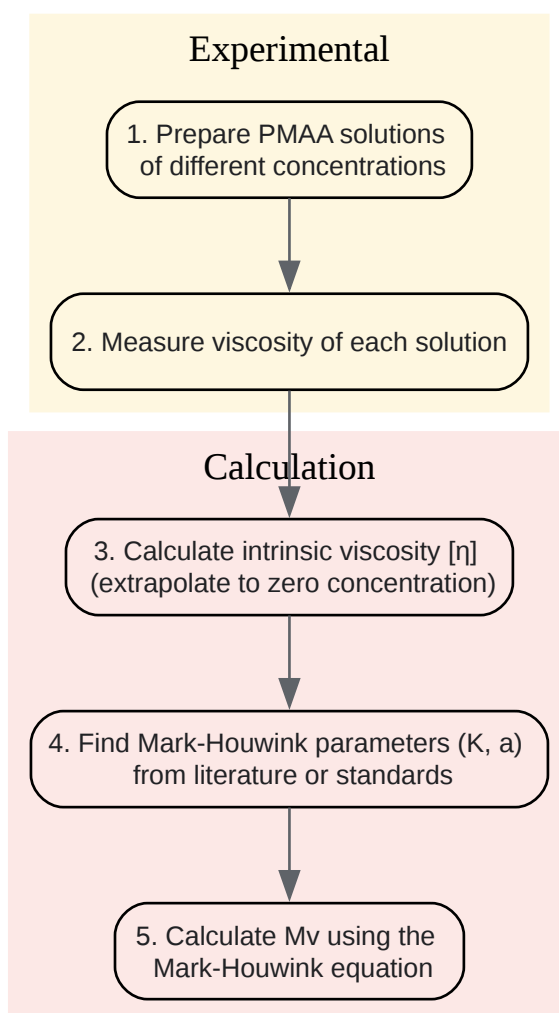 Experimental
1. Prepare PMAA solutions
of different concentrations
2. Measure viscosity of each solution
Calculation
3. Calculate intrinsic viscosity [η]
(extrapolate to zero concentration)
4. Find Mark-Houwink parameters (K, a)
from literature or standards
5. Calculate Mv using the
Mark-Houwink equation